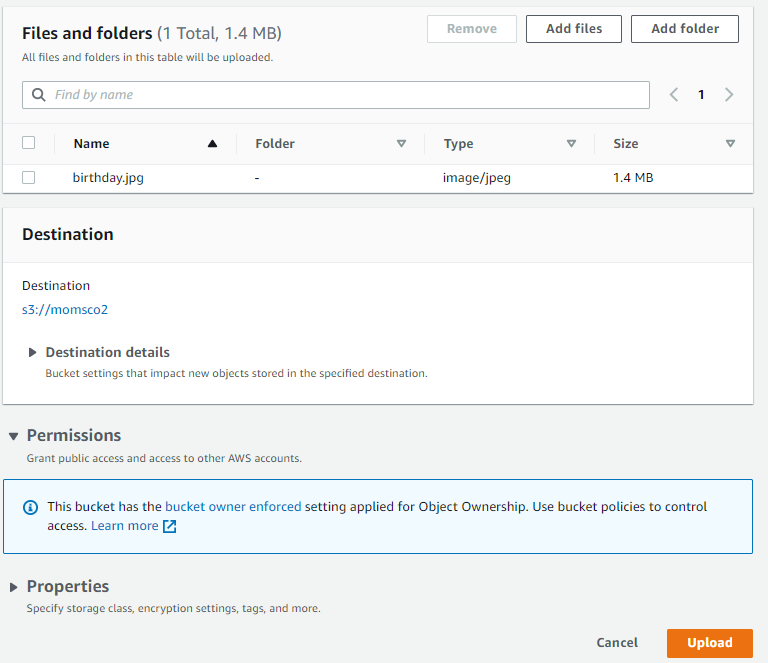 Files and folders (1 Total, 1.4 MB)
Remove
Add files
Add folder
All files and folders in this table will be uploaded.
Find by name
1
Name Folder Type Size
birthday.jpg - image/jpeg 1.4 MB
Destination
Destination
s3://momsco2
Destination details
Bucket settings that impact new objects stored in the specified destination.
Permissions
Grant public access and access to other AWS accounts.
This bucket has the bucket owner enforced setting applied for Object Ownership. Use bucket policies to control
access. Learn more
Properties
Specify storage class, encryption settings, tags, and more.
Cancel
Upload